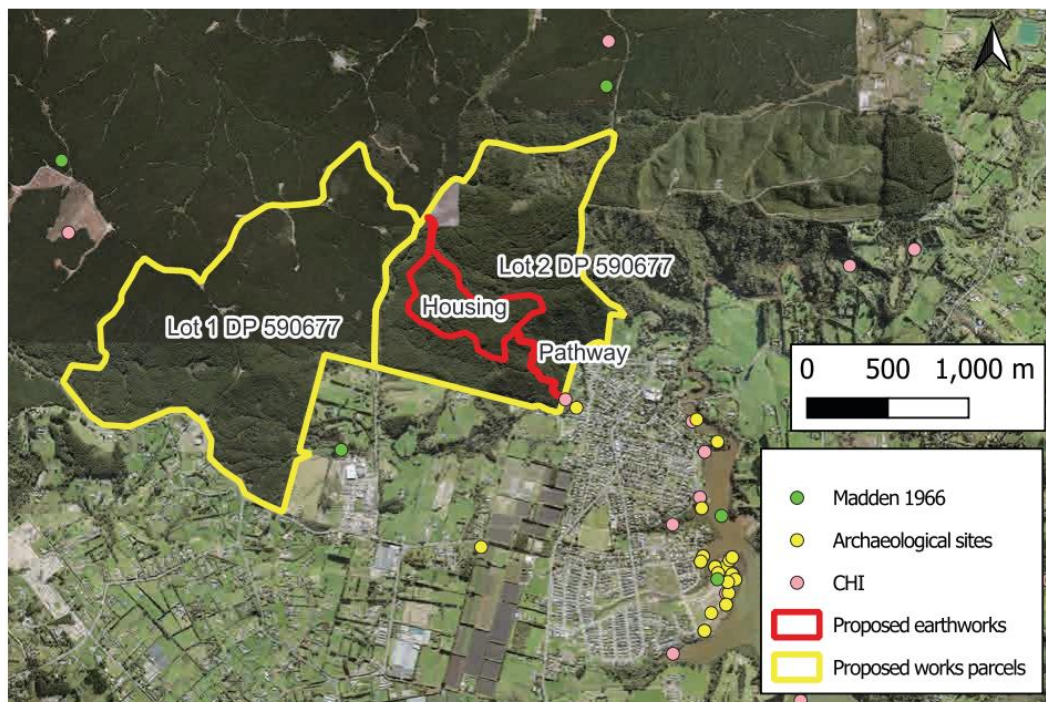 Lot 2 DP 590677
Housing
Lot 1 DP 590677
Pathway
0 500 1,000 m
Madden 1966
Archaeological sites
CHI
Proposed earthworks
Proposed works parcels